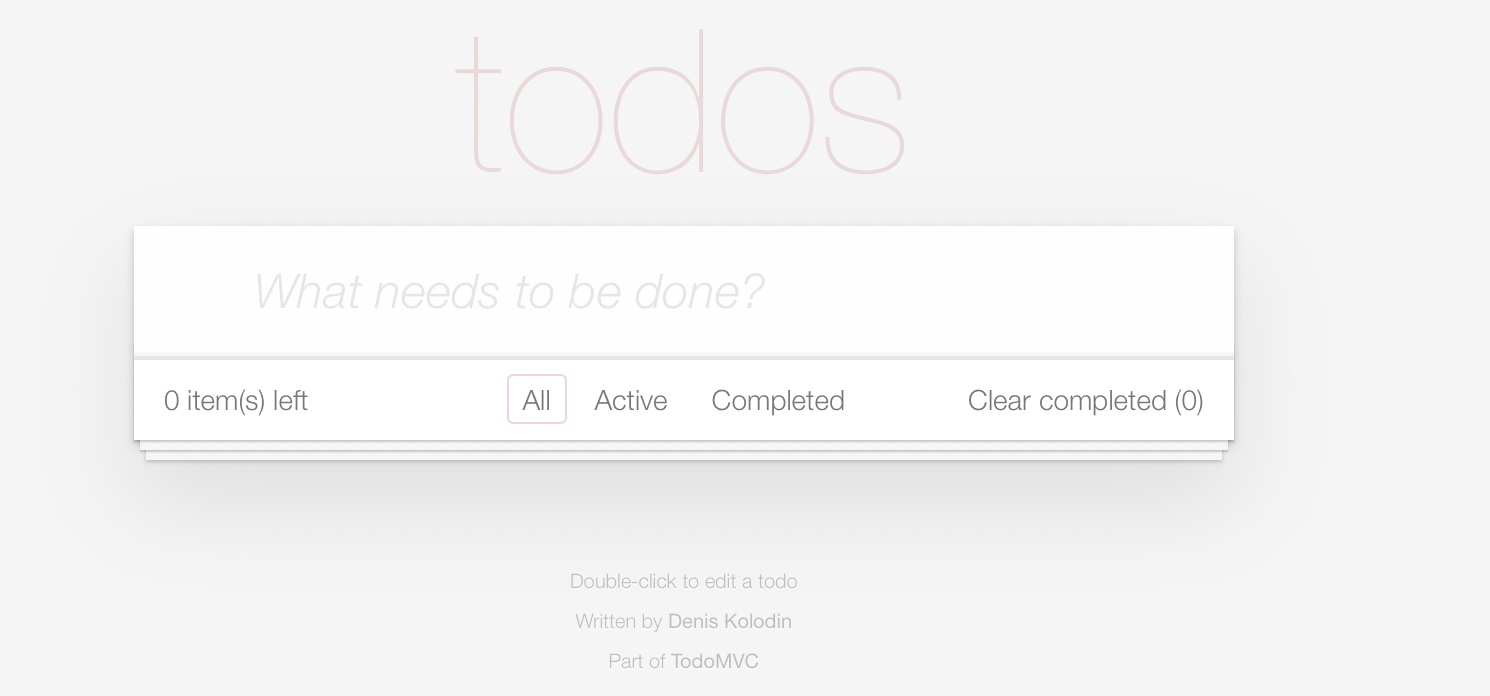 todos
What needs to be done?
0 item(s) left All Active Completed Clear completed (0)
Double-click to edit a todo
Written by Denis Kolodin
Part of TodoMVC